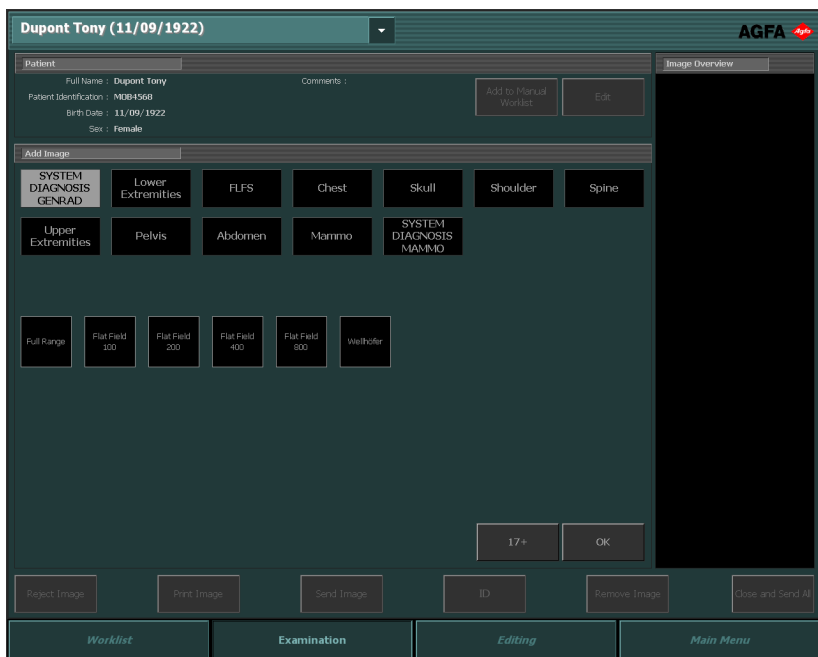 Dupont Tony (11/09/1922)
AGFA Agfa
Patient
Image Overview
Full Name : Dupont Tony
Comments :
Patient Identification : MOB4568
Birth Date : 11/09/1922
Sex : Female
Add to Manual
Worklist
Edit
Add Image
SYSTEM
DIAGNOSIS
GENRAD
Lower
Extremities
FLFS
Chest
Skull
Shoulder
Spine
Upper
Extremities
Pelvis
Abdomen
Mammo
SYSTEM
DIAGNOSIS
MAMMO
Full Range
Flat Field
100
Flat Field
200
Flat Field
400
Flat Field
800
Wellhöfer
17+
OK
Reject Image
Print Image
Send Image
ID
Remove Image
Close and Send All
Worklist
Examination
Editing
Main Menu